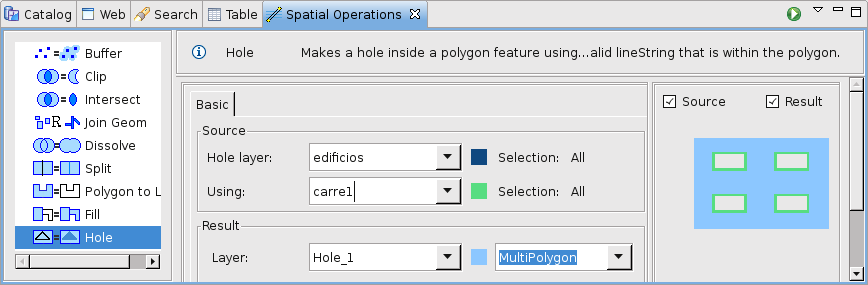 Catalog Web Search Table Spatial Operations
Buffer
Clip
Intersect
Join Geom
Dissolve
Split
Polygon to L
Fill
Hole
Hole Makes a hole inside a polygon feature using...alid lineString that is within the polygon.
Basic
Source
Hole layer: edificios Selection: All
Using: carre1 Selection: All
Result
Layer: Hole_1 MultiPolygon
Source Result